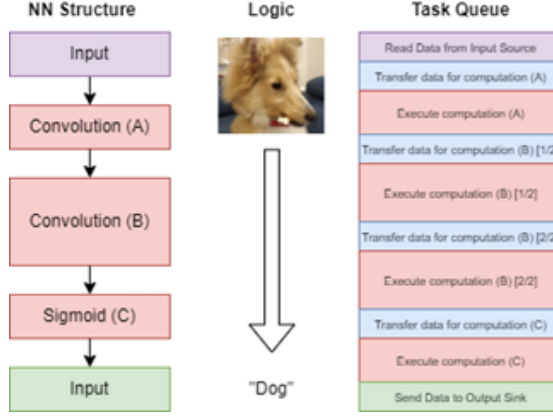 NN Structure
Logic
Task Queue
Input
Convolution (A)
Convolution (B)
Sigmoid (C)
Input
"Dog"
Read Data from Input Source
Transfer data for computation (A)
Execute computation (A)
Transfer data for computation (B) [1/2]
Execute computation (B) [1/2]
Transfer data for computation (B) [2/2]
Execute computation (B) [2/2]
Transfer data for computation (C)
Execute computation (C)
Send Data to Output Sink